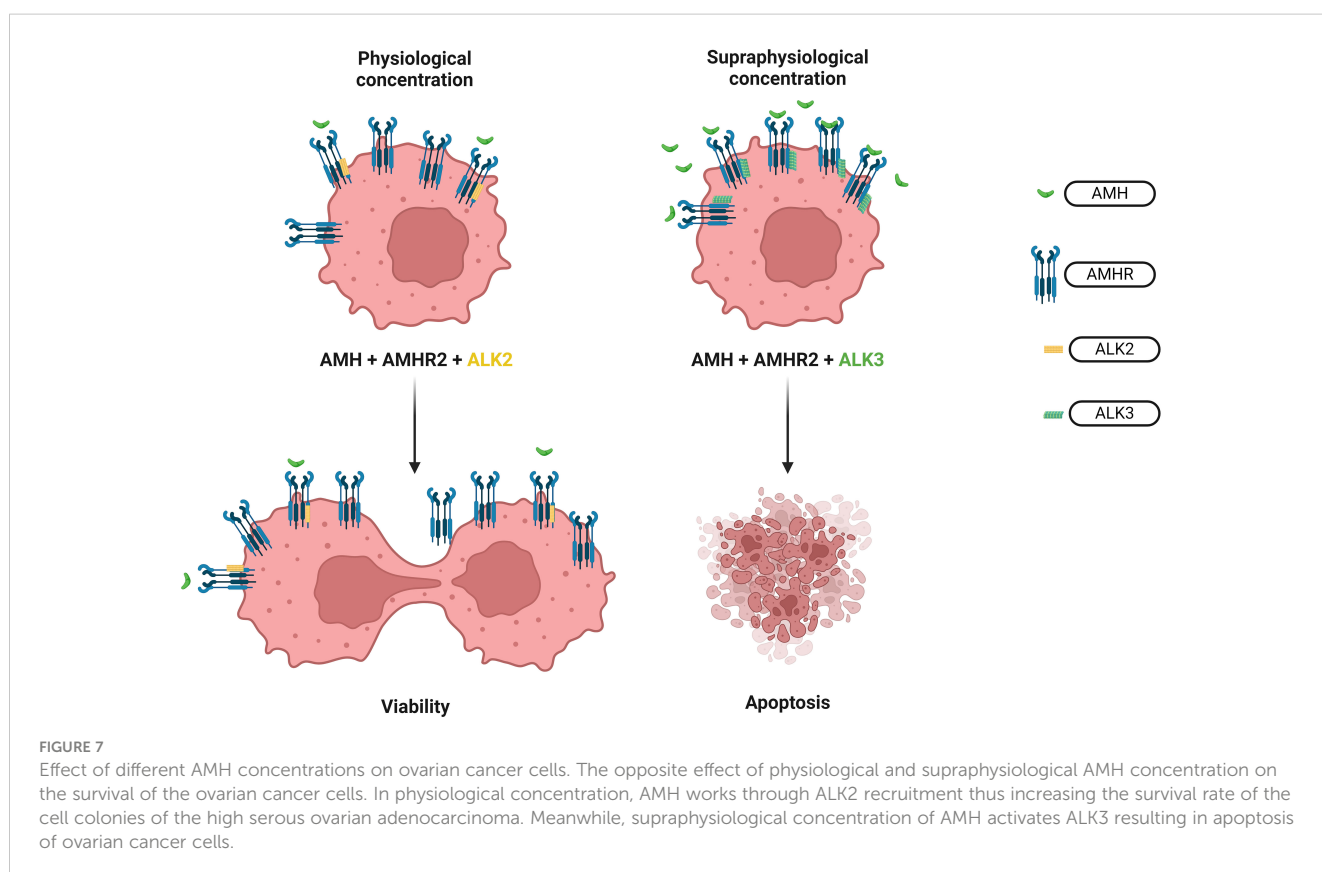 Physiological
concentration
Supraphysiological
concentration
AMH
AMHR
ALK2
ALK3
AMH + AMHR2 + ALK2
AMH + AMHR2 + ALK3
Viability
Apoptosis
FIGURE 7
Effect of different AMH concentrations on ovarian cancer cells. The opposite effect of physiological and supraphysiological AMH concentration on
the survival of the ovarian cancer cells. In physiological concentration, AMH works through ALK2 recruitment thus increasing the survival rate of the
cell colonies of the high serous ovarian adenocarcinoma. Meanwhile, supraphysiological concentration of AMH activates ALK3 resulting in apoptosis
of ovarian cancer cells.